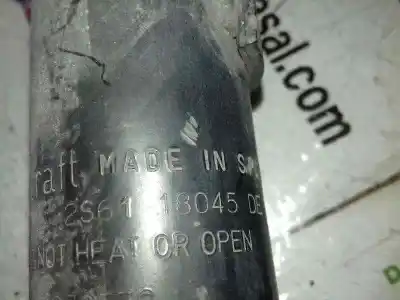 raft, MADE IN SP
2S61 18045 DE
NOT HEAT OR OPEN
sal.com